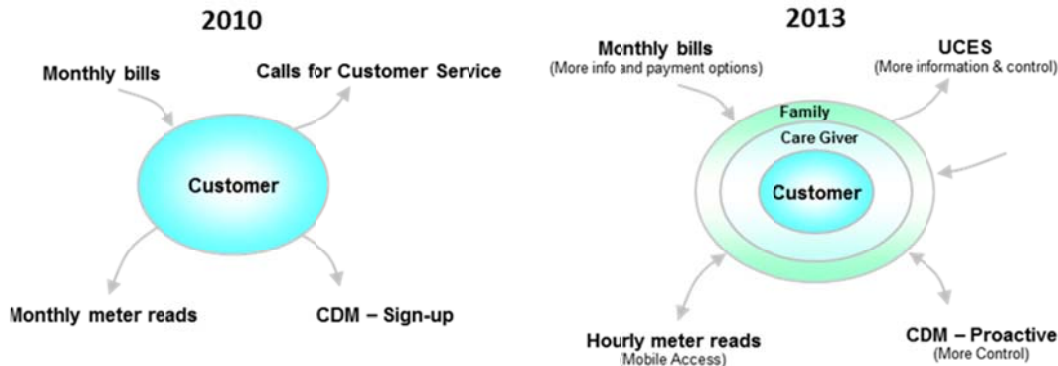 2010
Monthly bills
Calls for Customer Service
Customer
Monthly meter reads
CDM – Sign-up
2013
Monthly bills
(More info and payment options)
UCES
(More information & control)
Family
Care Giver
Customer
Hourly meter reads
(Mobile Access)
CDM – Proactive
(More Control)